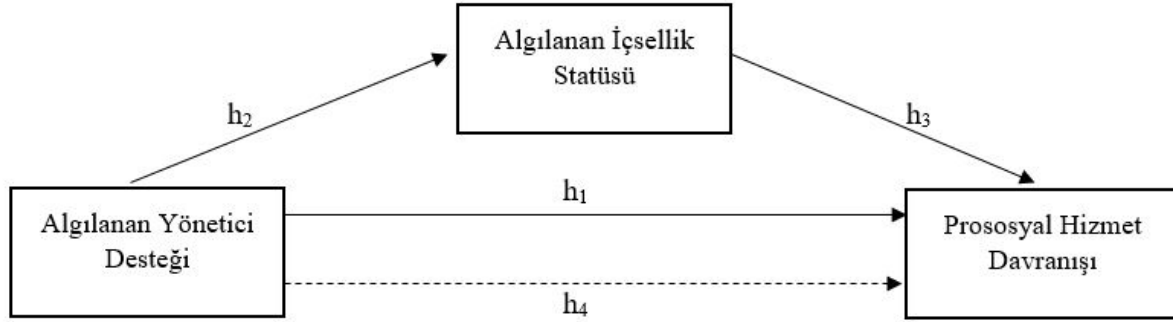 Algılanan İçsellik
Statüsü
h₂
h₃
h₁
Algılanan Yönetici
Desteği
Prososyal Hizmet
Davranışı
h₄